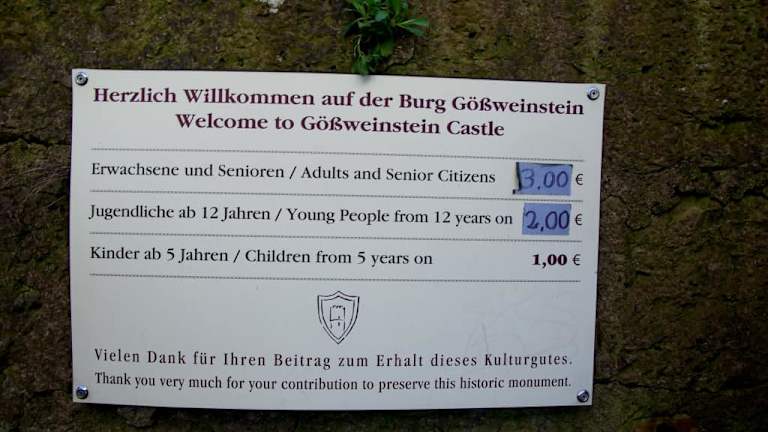 Herzlich Willkommen auf der Burg Gößweinstein
Welcome to Gößweinstein Castle
Erwachsene und Senioren / Adults and Senior Citizens 3.00 €
Jugendliche ab 12 Jahren / Young People from 12 years on 2,00 €
Kinder ab 5 Jahren / Children from 5 years on 1,00 €
Vielen Dank für Ihren Beitrag zum Erhalt dieses Kulturgutes.
Thank you very much for your contribution to preserve this historic monument.